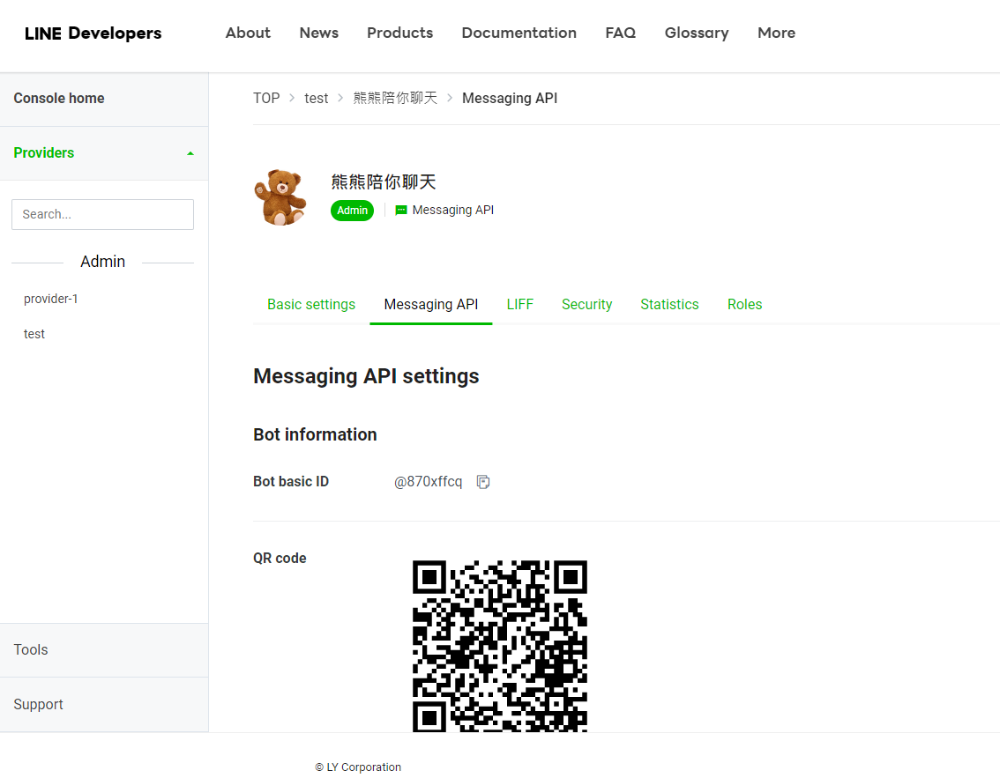 LINE Developers
About News Products Documentation FAQ Glossary More
Console home
Providers
Search...
Admin
provider-1
test
Tools
Support
TOP > test > 熊熊陪你聊天 > Messaging API
熊熊陪你聊天
Admin Messaging API
Basic settings Messaging API LIFF Security Statistics Roles
Messaging API settings
Bot information
Bot basic ID @870xffcq
QR code
© LY Corporation